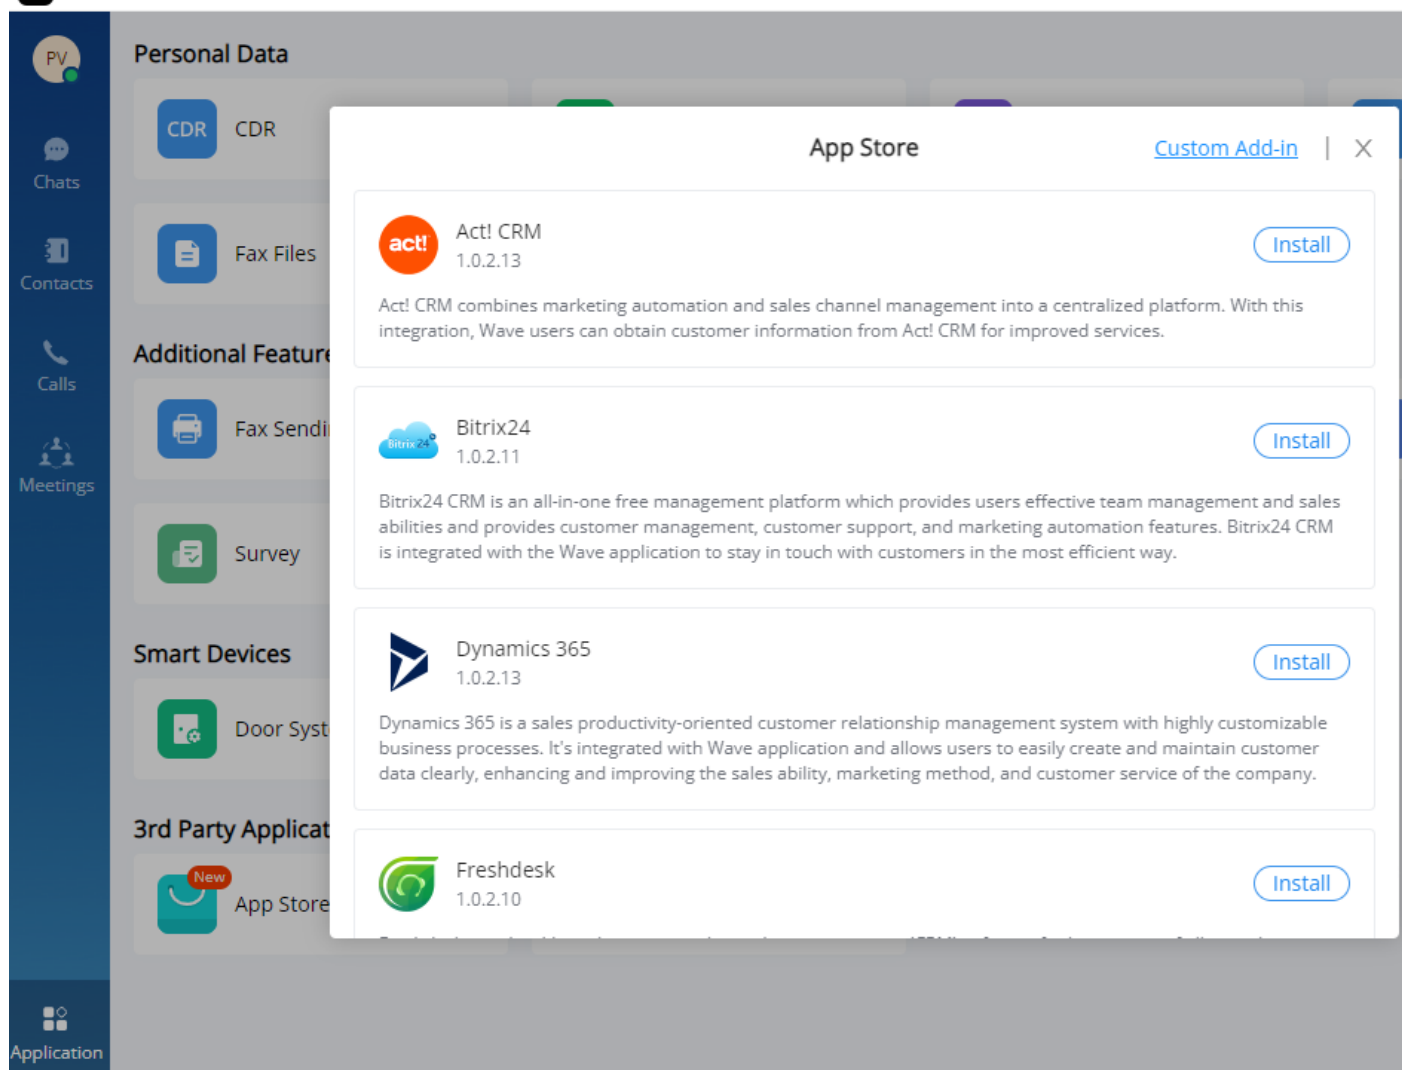 PV
Chats
Contacts
Calls
Meetings
Application
Personal Data
CDR
CDR
Fax Files
Additional Feature
Fax Sendi
Survey
Smart Devices
Door Syst
3rd Party Applicat
New
App Store
App Store
Custom Add-in
act!
Act! CRM
1.0.2.13
Install
Act! CRM combines marketing automation and sales channel management into a centralized platform. With this
integration, Wave users can obtain customer information from Act! CRM for improved services.
Bitrix24
Bitrix24
1.0.2.11
Install
Bitrix24 CRM is an all-in-one free management platform which provides users effective team management and sales
abilities and provides customer management, customer support, and marketing automation features. Bitrix24 CRM
is integrated with the Wave application to stay in touch with customers in the most efficient way.
Dynamics 365
1.0.2.13
Install
Dynamics 365 is a sales productivity-oriented customer relationship management system with highly customizable
business processes. It's integrated with Wave application and allows users to easily create and maintain customer
data clearly, enhancing and improving the sales ability, marketing method, and customer service of the company.
Freshdesk
1.0.2.10
Install